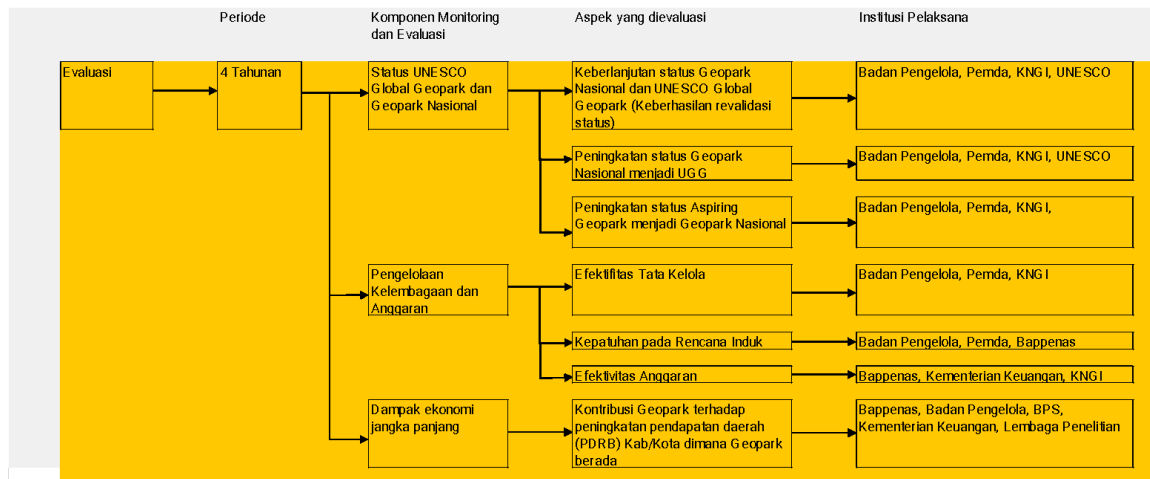 Periode
Komponen Monitoring
dan Evaluasi
Aspek yang dievaluasi
Institusi Pelaksana
Evaluasi
4 Tahunan
Status UNESCO
Global Geopark dan
Geopark Nasional
Keberlanjutan status Geopark
Nasional dan UNESCO Global
Geopark (Keberhasilan revalidasi
status)
Badan Pengelola, Pemda, KNGI, UNESCO
Peningkatan status Geopark
Nasional menjadi UGG
Badan Pengelola, Pemda, KNGI, UNESCO
Peningkatan status Aspiring
Geopark menjadi Geopark Nasional
Badan Pengelola, Pemda, KNGI,
Pengelolaan
Kelembagaan dan
Anggaran
Efektifitas Tata Kelola
Badan Pengelola, Pemda, KNGI
Kepatuhan pada Rencana Induk
Badan Pengelola, Pemda, Bappenas
Efektivitas Anggaran
Bappenas, Kementerian Keuangan, KNGI
Dampak ekonomi
jangka panjang
Kontribusi Geopark terhadap
peningkatan pendapatan daerah
(PDRB) Kab/Kota dimana Geopark
berada
Bappenas, Badan Pengelola, BPS,
Kementerian Keuangan, Lembaga Penelitian